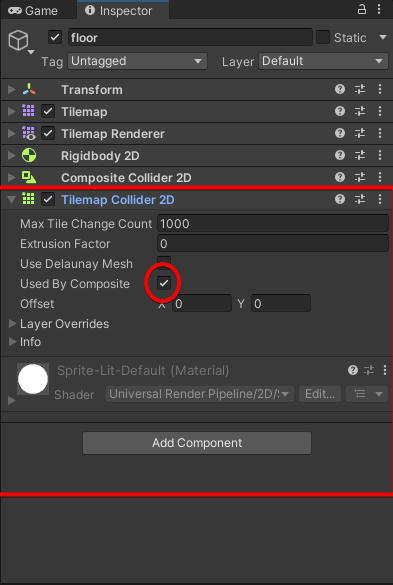 Game Inspector
floor Static
Tag Untagged Layer Default
Transform
Tilemap
Tilemap Renderer
Rigidbody 2D
Composite Collider 2D
Tilemap Collider 2D
Max Tile Change Count 1000
Extrusion Factor 0
Use Delaunay Mesh
Used By Composite
Offset X 0 Y 0
Layer Overrides
Info
Sprite-Lit-Default (Material)
Shader Universal Render Pipeline/2D/ Edit...
Add Component